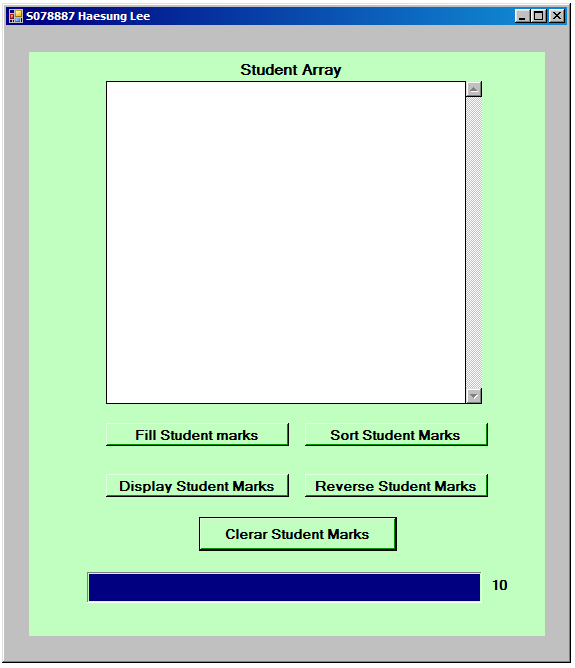 S078887 Haesung Lee
Student Array
Fill Student marks
Sort Student Marks
Display Student Marks
Reverse Student Marks
Clerar Student Marks
10